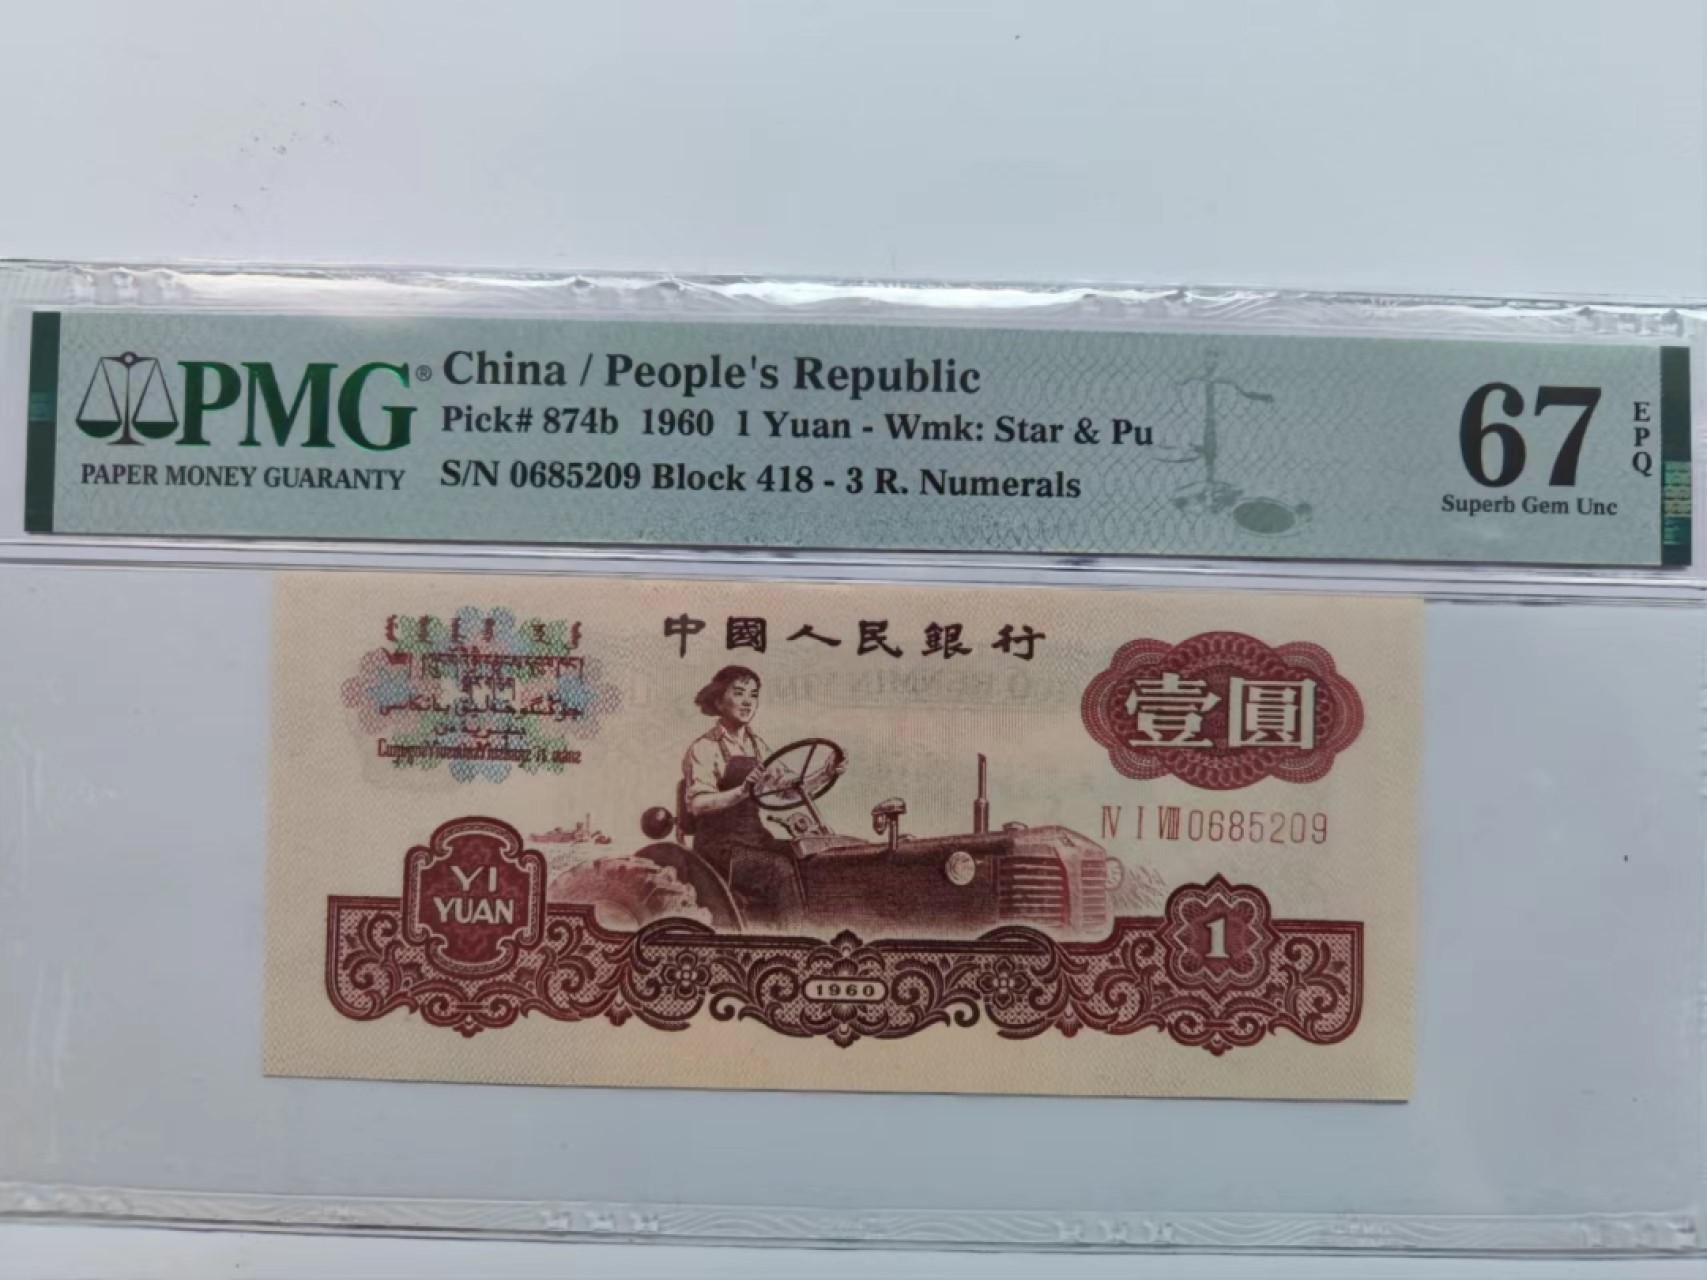 PMG®
PAPER MONEY GUARANTY
China / People's Republic
Pick# 874b 1960 1 Yuan - Wmk: Star & Pu
S/N 0685209 Block 418 - 3 R. Numerals
67
EPQ
Superb Gem Unc
中國人民銀行
壹圓
Ⅳ Ⅰ Ⅷ 0685209
YI
YUAN
1
1960